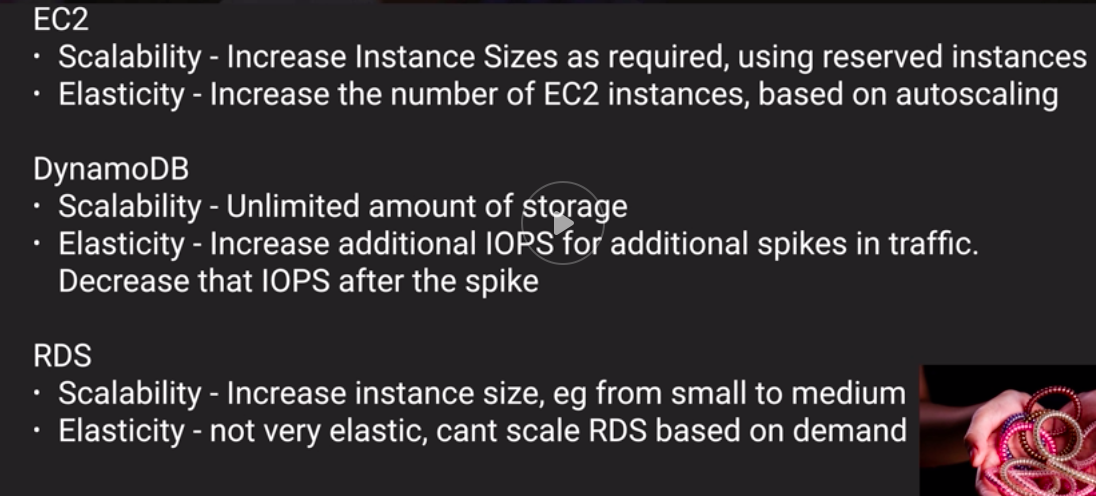 EC2
• Scalability - Increase Instance Sizes as required, using reserved instances
• Elasticity - Increase the number of EC2 instances, based on autoscaling
DynamoDB
• Scalability - Unlimited amount of storage
• Elasticity - Increase additional IOPS for additional spikes in traffic.
Decrease that IOPS after the spike
RDS
• Scalability - Increase instance size, eg from small to medium
• Elasticity - not very elastic, cant scale RDS based on demand